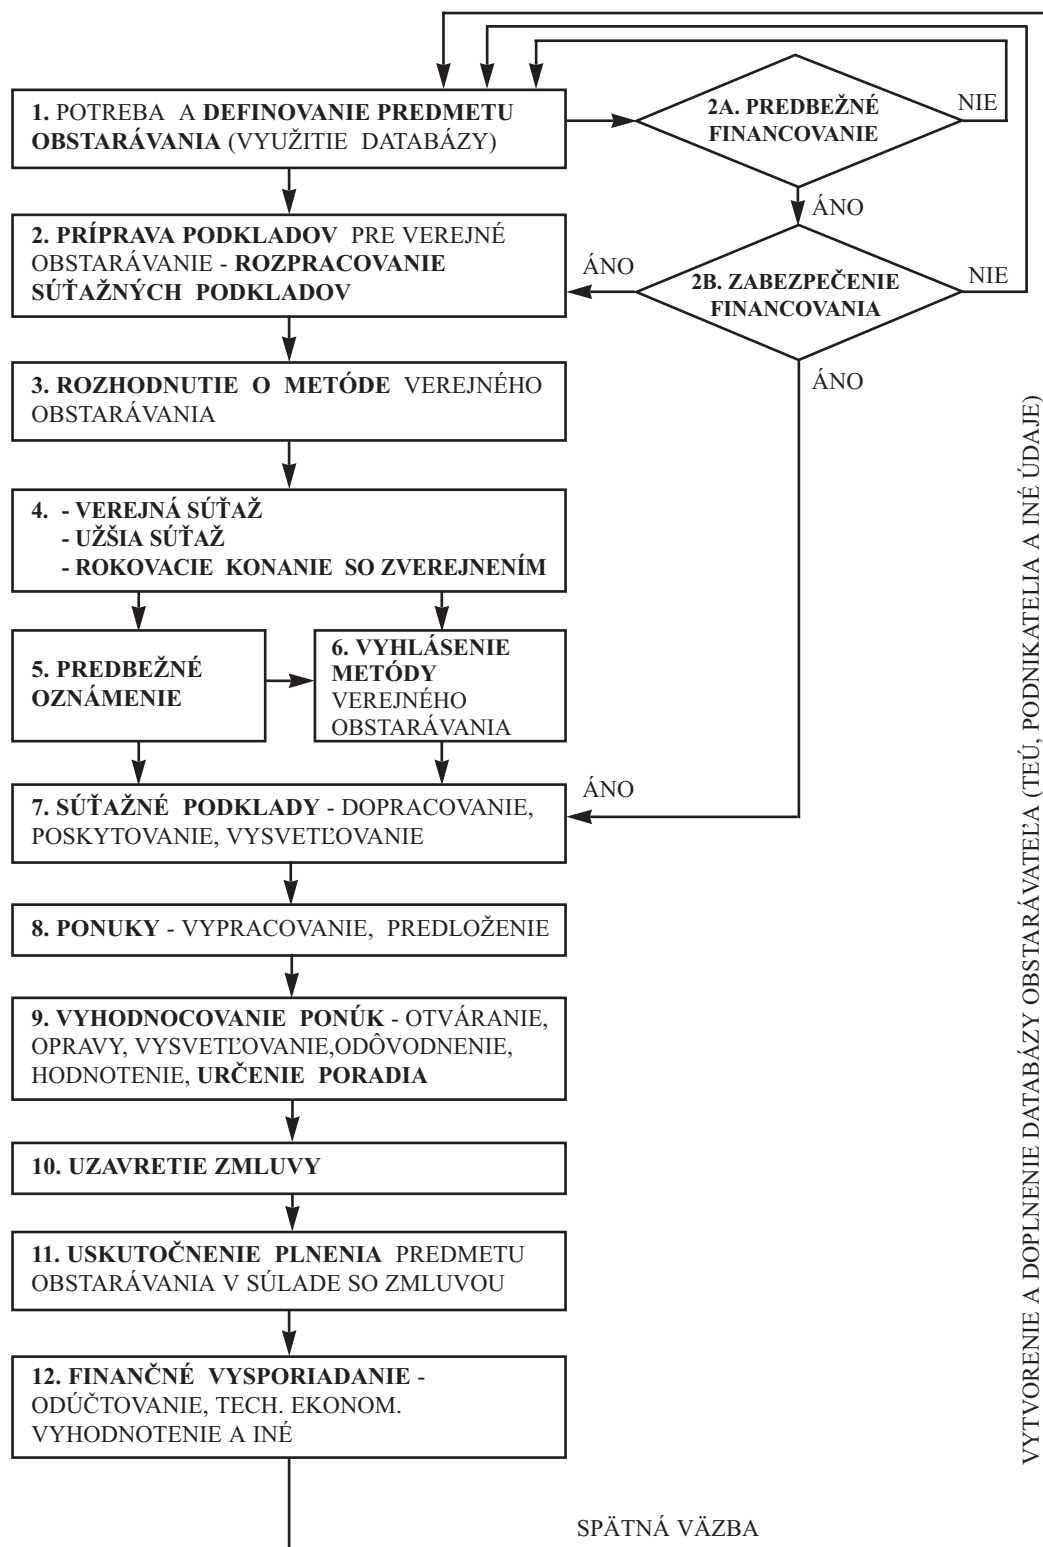 1. POTREBA A DEFINOVANIE PREDMETU
OBSTARÁVANIA (VYUŽITIE DATABÁZY)
2A. PREDBEŽNÉ
FINANCOVANIE
NIE
ÁNO
2. PRÍPRAVA PODKLADOV PRE VEREJNÉ
OBSTARÁVANIE - ROZPRACOVANIE
SÚŤAŽNÝCH PODKLADOV
ÁNO
2B. ZABEZPEČENIE
FINANCOVANIA
NIE
ÁNO
3. ROZHODNUTIE O METÓDE VEREJNÉHO
OBSTARÁVANIA
4. - VEREJNÁ SÚŤAŽ
- UŽŠIA SÚŤAŽ
- ROKOVACIE KONANIE SO ZVEREJNENÍM
5. PREDBEŽNÉ
OZNÁMENIE
6. VYHLÁSENIE
METÓDY
VEREJNÉHO
OBSTARÁVANIA
7. SÚŤAŽNÉ PODKLADY - DOPRACOVANIE,
POSKYTOVANIE, VYSVETĽOVANIE
ÁNO
8. PONUKY - VYPRACOVANIE, PREDLOŽENIE
9. VYHODNOCOVANIE PONÚK - OTVÁRANIE,
OPRAVY, VYSVETĽOVANIE,ODÔVODNENIE,
HODNOTENIE, URČENIE PORADIA
10. UZAVRETIE ZMLUVY
11. USKUTOČNENIE PLNENIA PREDMETU
OBSTARÁVANIA V SÚLADE SO ZMLUVOU
12. FINANČNÉ VYSPORIADANIE -
ODÚČTOVANIE, TECH. EKONOM.
VYHODNOTENIE A INÉ
SPÄTNÁ VÄZBA
VYTVORENIE A DOPLNENIE DATABÁZY OBSTARÁVATEĽA (TEÚ, PODNIKATELIA A INÉ ÚDAJE)